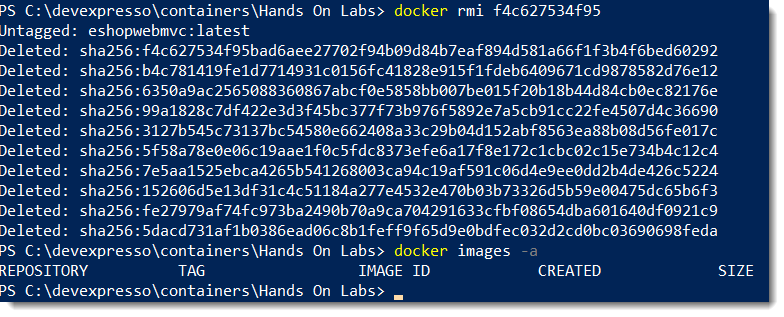 PS C:\devexpresso\containers\Hands On Labs> docker rmi f4c627534f95
Untagged: eshopwebmvc:latest
Deleted: sha256:f4c627534f95bad6aee27702f94b09d84b7eaf894d581a66f1f3b4f6bed60292
Deleted: sha256:b4c781419fe1d7714931c0156fc41828e915f1fdeb6409671cd9878582d76e12
Deleted: sha256:6350a9ac2565088360867abcf0e5858bb007be015f20b18b44d84cb0ec82176e
Deleted: sha256:99a1828c7df422e3d3f45bc377f73b976f5892e7a5cb91cc22fe4507d4c36690
Deleted: sha256:3127b545c73137bc54580e662408a33c29b04d152abf8563ea88b08d56fe017c
Deleted: sha256:5f58a78e0e06c19aae1f0c5fdc8373efe6a17f8e172c1cbc02c15e734b4c12c4
Deleted: sha256:7e5aa1525ebca4265b541268003ca94c19af591c06d4e9ee0dd2b4de426c5224
Deleted: sha256:152606d5e13df31c4c51184a277e4532e470b03b73326d5b59e00475dc65b6f3
Deleted: sha256:fe27979af74fc973ba2490b70a9ca704291633cfbf08654dba601640df0921c9
Deleted: sha256:5dacd731af1b0386ead06c8b1feff9f65d9e0bdfec032d2cd0bc03690698feda
PS C:\devexpresso\containers\Hands On Labs> docker images -a
REPOSITORY TAG IMAGE ID CREATED SIZE
PS C:\devexpresso\containers\Hands On Labs>